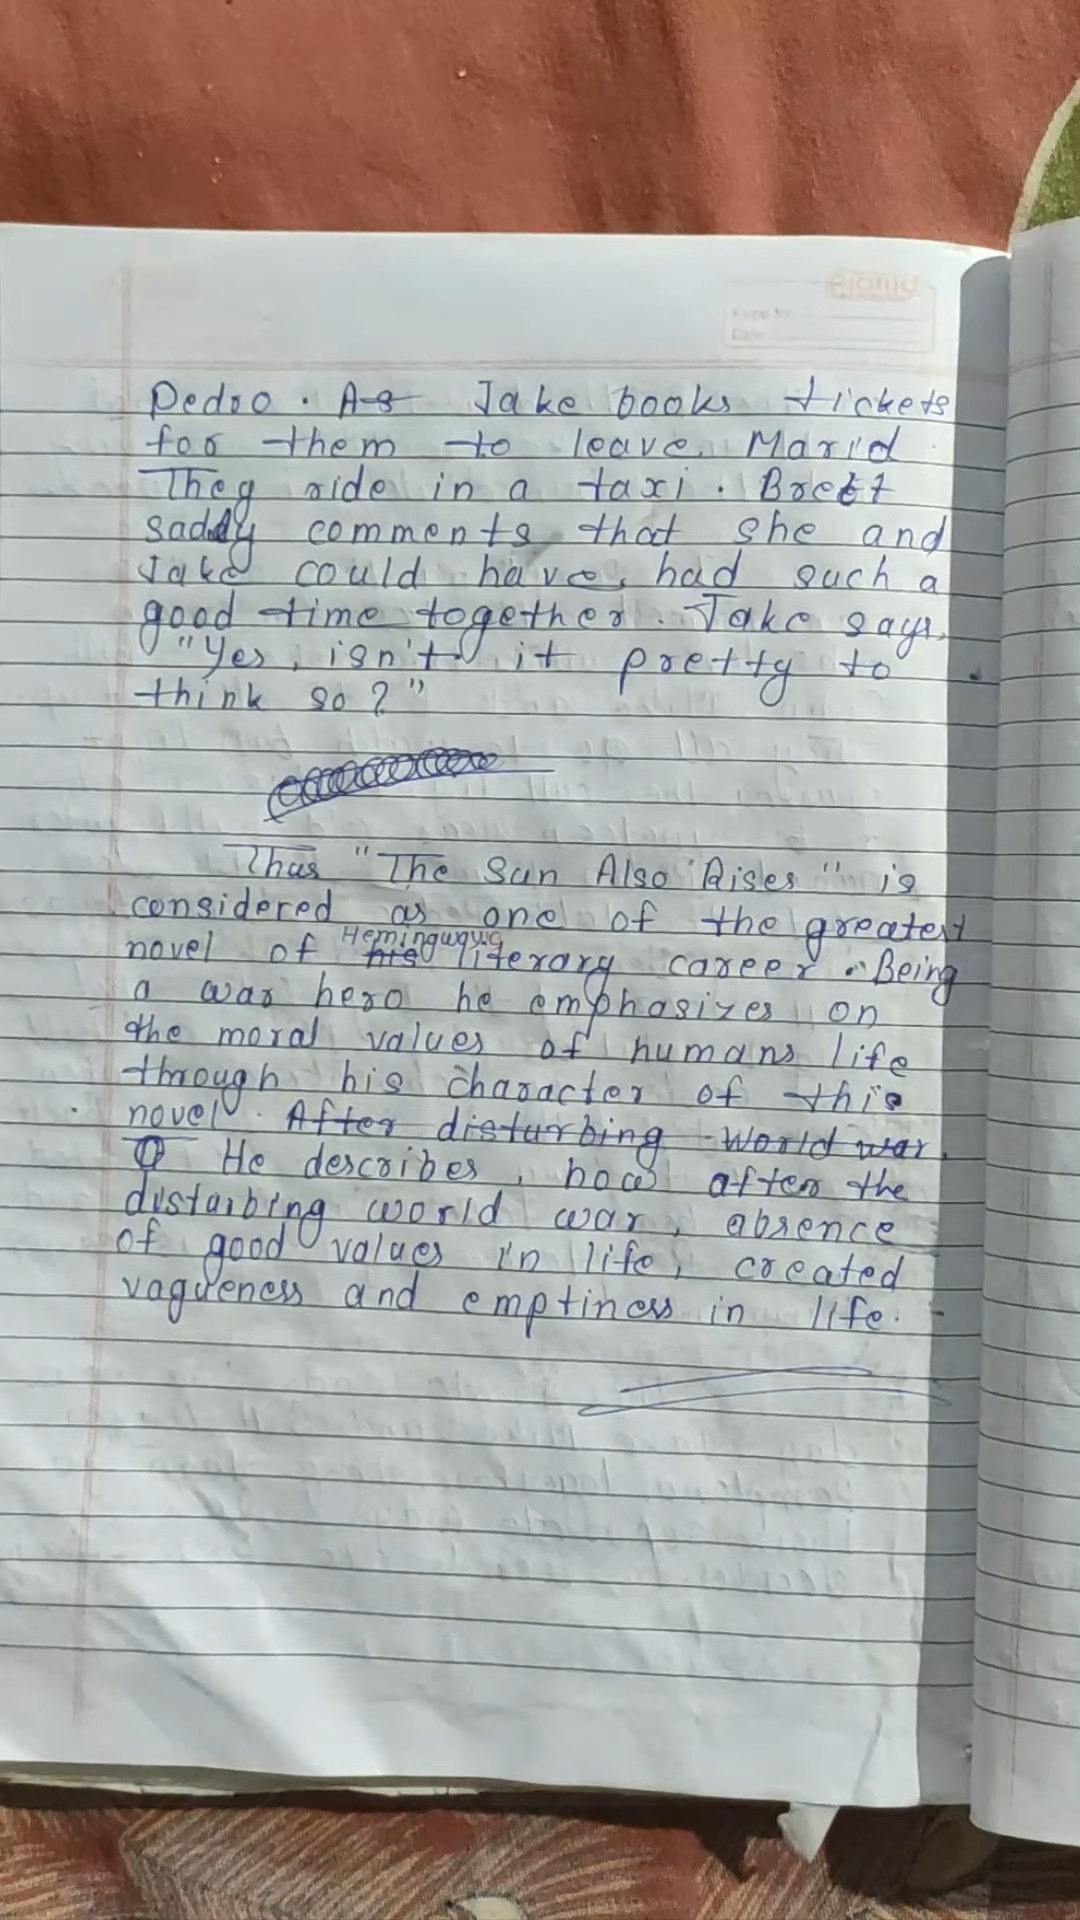 Pedro. As Jake books tickets
for them to leave. Marid
They ride in a taxi. Brett
saddly comments that she and
Jake could have, had such a
good time together. Jake says,
"Yes, isn't it pretty to
think so?"
Thus "The Sun Also Rises" is
considered as one of the greatest
Hemingway's
novel of his literary career. Being
a war hero he emphasizes on
the moral values of humans life
through his character of this
novel. After disturbing World war.
He describes, how after the
disturbing world war, absence
of good values in life, created
vagueness and emptiness in life.